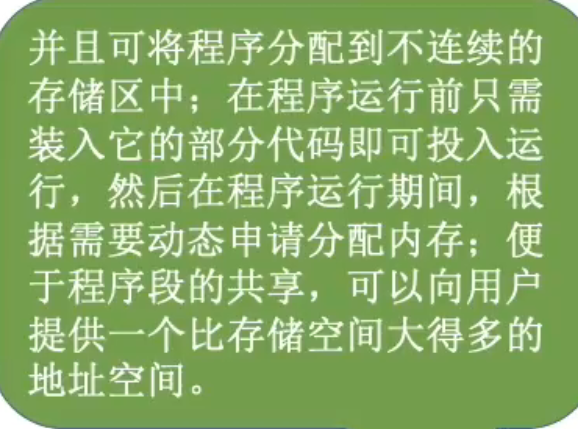 并且可将程序分配到不连续的
存储区中；在程序运行前只需
装入它的部分代码即可投入运
行，然后在程序运行期间，根
据需要动态申请分配内存；便
于程序段的共享，可以向用户
提供一个比存储空间大得多的
地址空间。